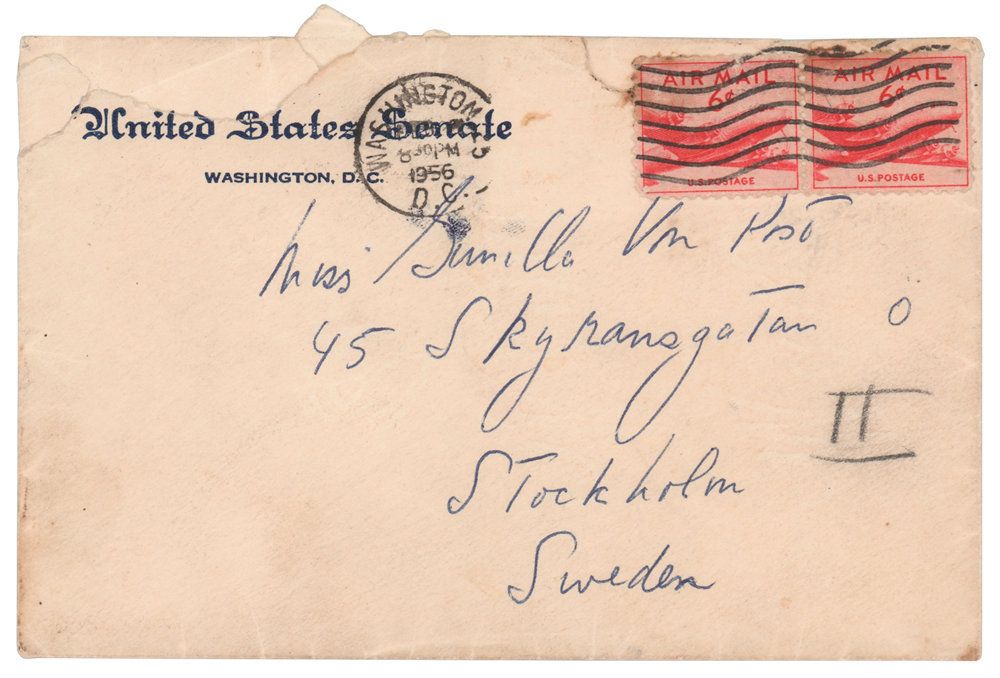 United States Senate
WASHINGTON, D.C.
WASHINGTON
8 30 PM
1956
D.C.
AIR MAIL
6¢
U.S. POSTAGE
AIR MAIL
6¢
U.S. POSTAGE
Miss Gunilla Von Post
45 Skyransgatan O
II
Stockholm
Sweden